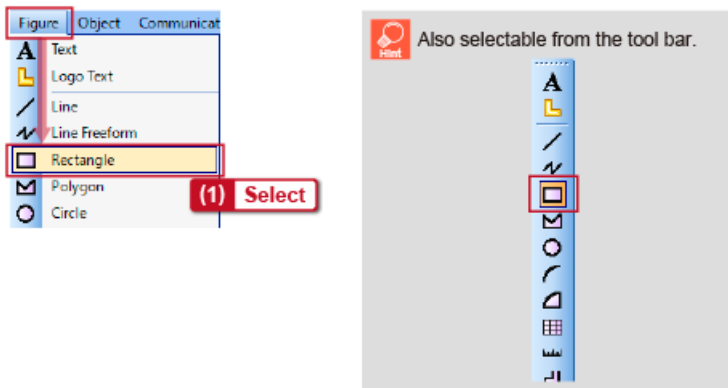 Figure Object Communicat
A Text
Logo Text
Line
Line Freeform
Rectangle
Polygon
Circle
(1) Select
Hint
Also selectable from the tool bar.
A